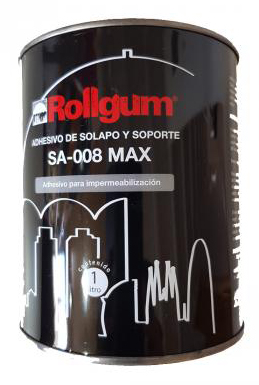 Rollgum®
ADHESIVO DE SOLAPO Y SOPORTE
SA-008 MAX
Adhesivo para impermeabilización
contenido
1
litro